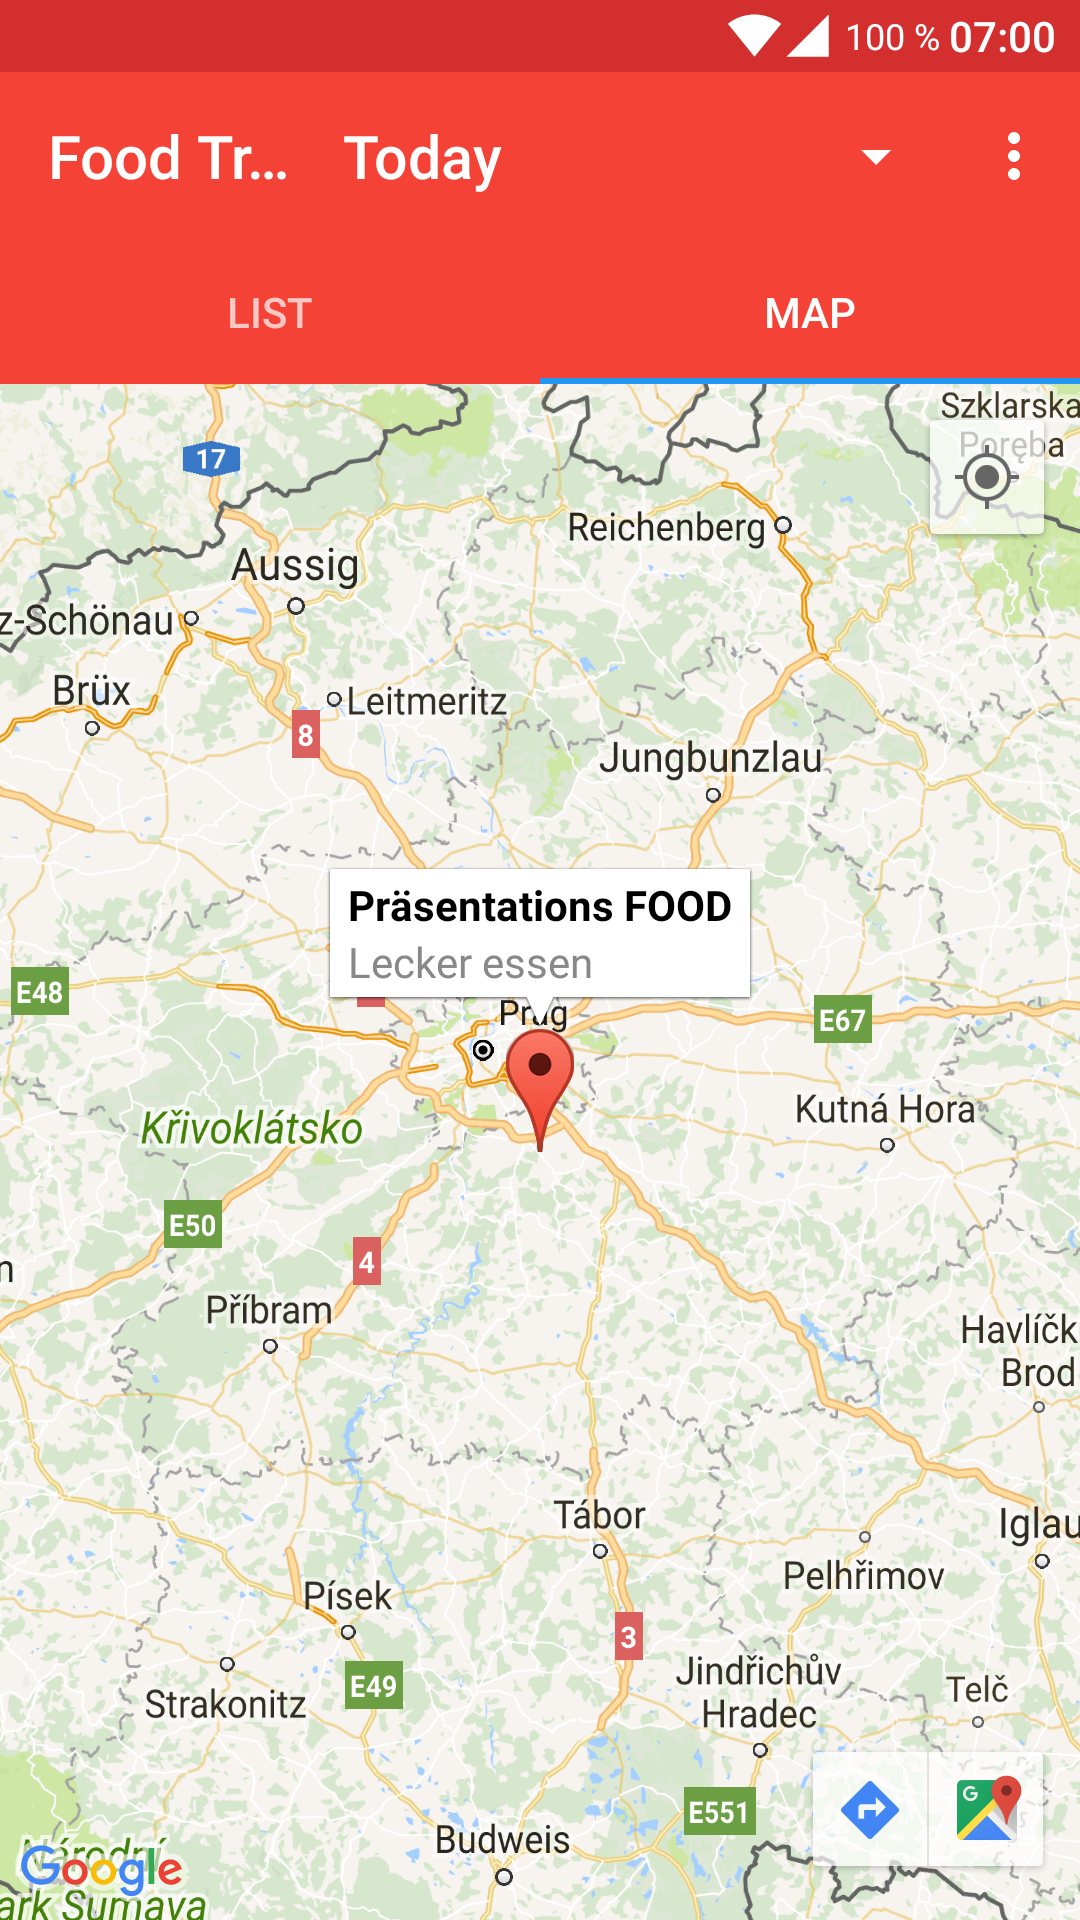 100 % 07:00
Food Tr... Today
LIST MAP
Szklarska
Poręba
17
Reichenberg
Aussig
z-Schönau
Brüx
Leitmeritz
8
Jungbunzlau
Präsentations FOOD
Lecker essen
E48
Prag
E67
Křivoklátsko
Kutná Hora
E50
4
n
Příbram
Havlíčk
Brod
Tábor
Iglau
Pelhřimov
Písek
3
Jindřichův
Hradec
E49
Telč
Strakonitz
E551
G
Budweis
Národní
Google
ark Šumava